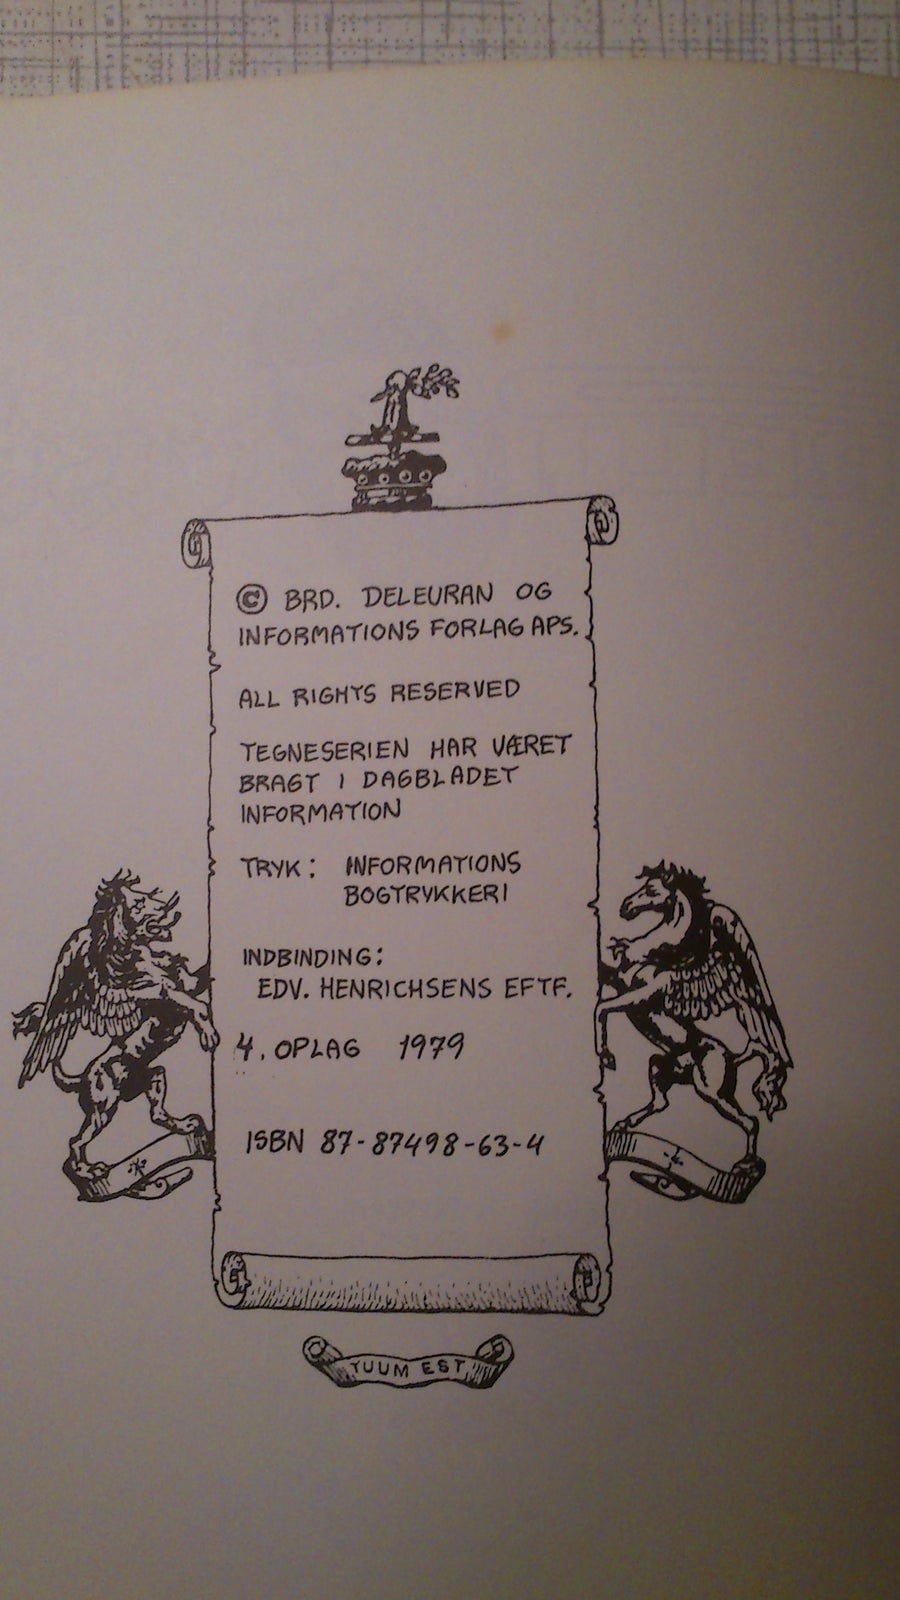 © BRD. DELEURAN OG
INFORMATIONS FORLAG APS.
ALL RIGHTS RESERVED
TEGNESERIEN HAR VÆRET
BRAGT I DAGBLADET
INFORMATION
TRYK: INFORMATIONS
BOGTRYKKERI
INDBINDING:
EDV. HENRICHSENS EFTF.
4. OPLAG 1979
ISBN 87-87498-63-4
TUUM EST